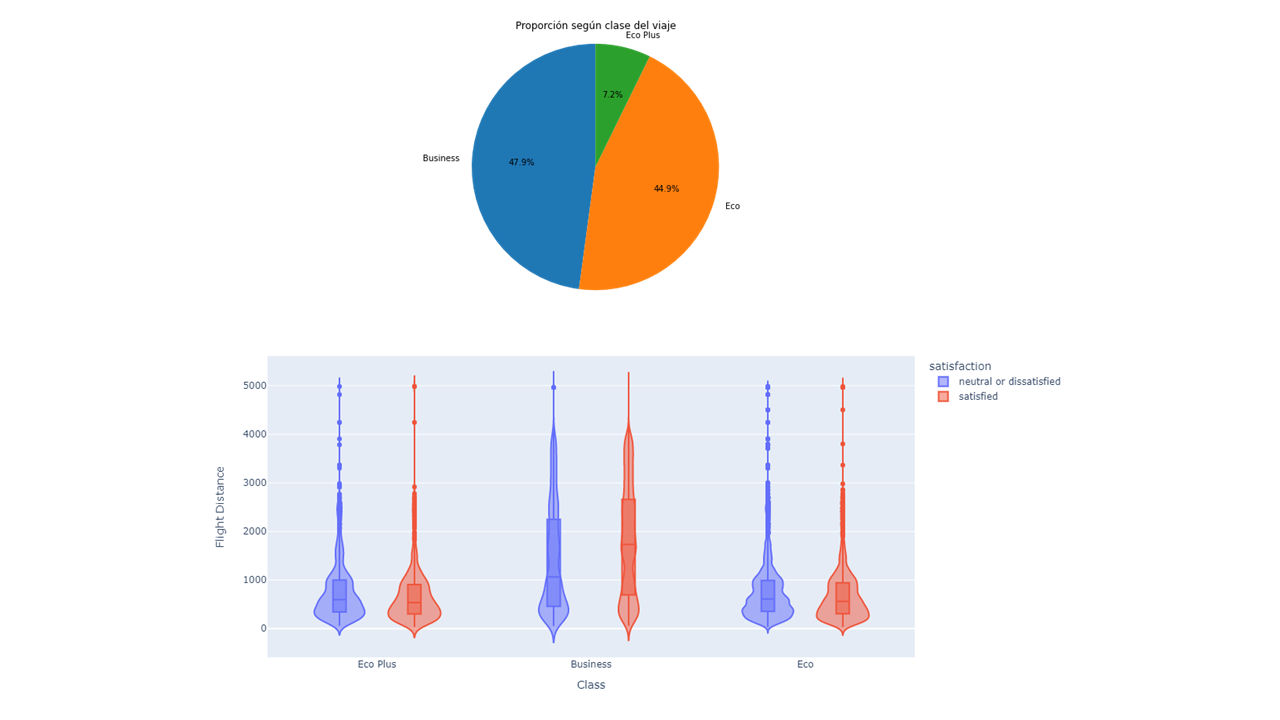 Proporción según clase del viaje
Eco Plus
7.2%
Business
47.9%
44.9%
Eco
satisfaction
neutral or dissatisfied
satisfied
5000
4000
3000
2000
1000
0
Flight Distance
Eco Plus
Business
Eco
Class